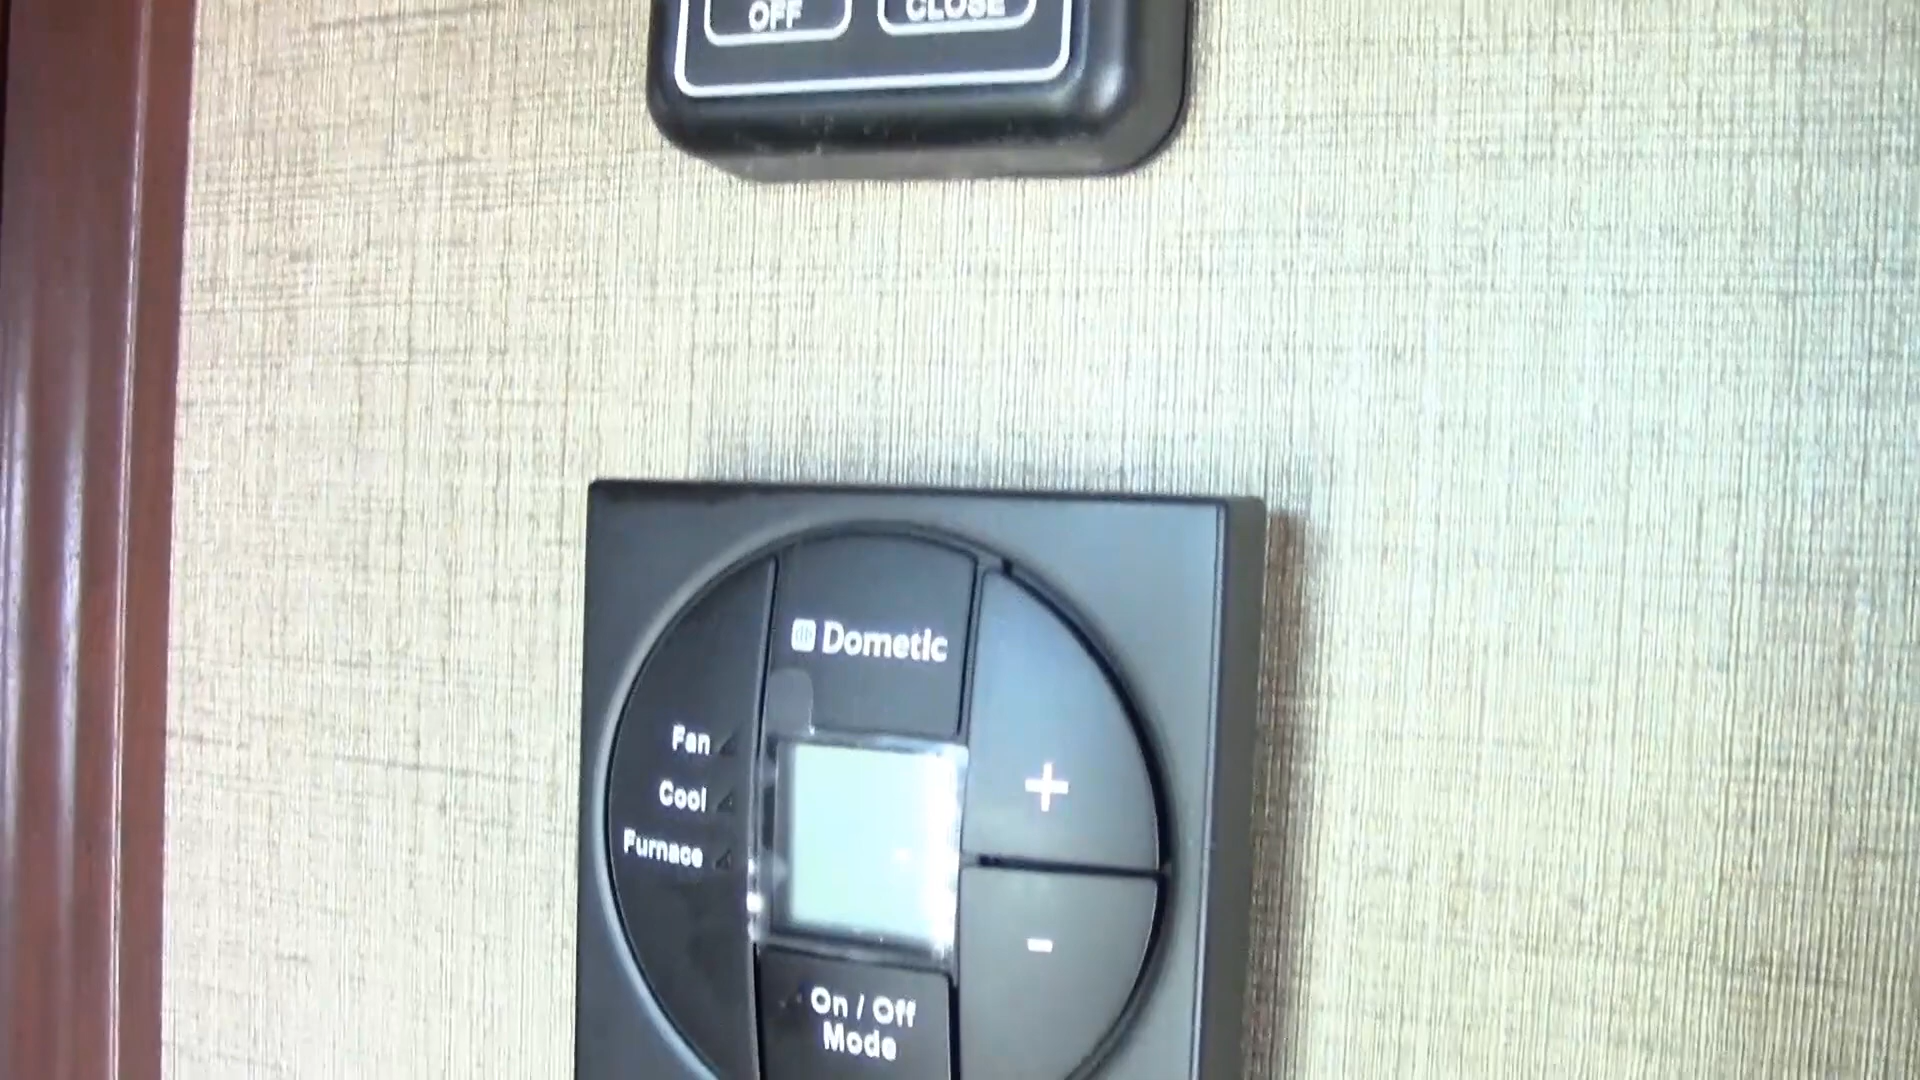 OFF
CLOSE
Dometic
Fan
Cool
Furnace
+
-
On / Off
Mode